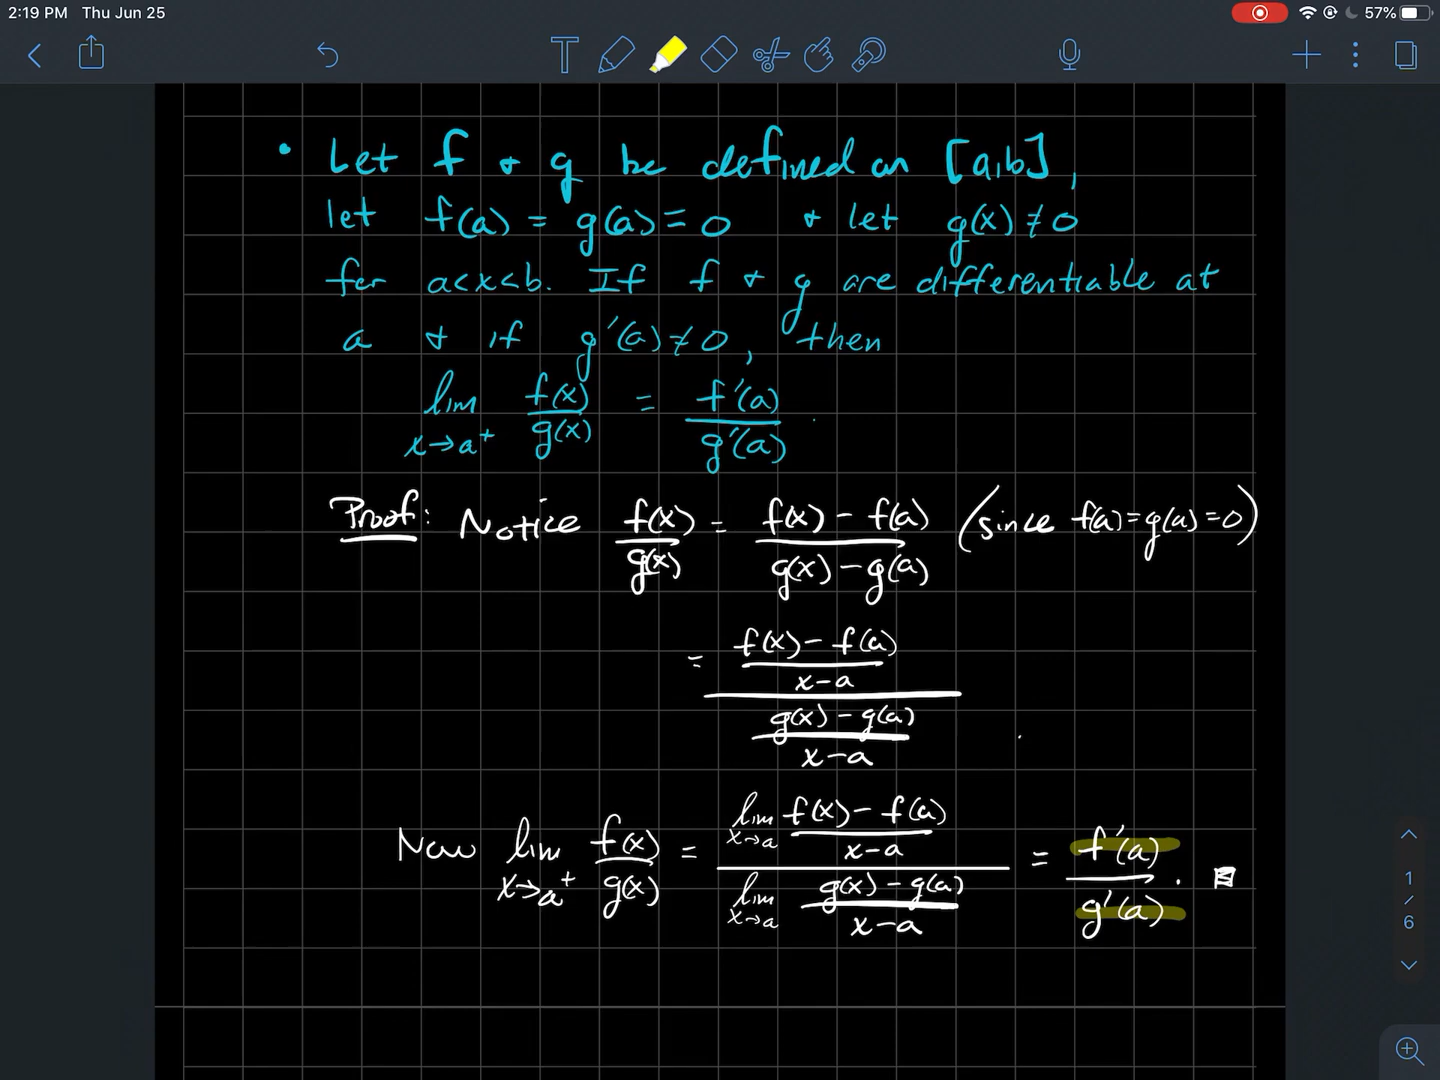 2:19 PM Thu Jun 25
57%
• Let f & g be defined on [a,b],
let f(a) = g(a) = 0 & let g(x) ≠ 0
for a<x<b. If f & g are differentiable at
a & if g'(a) ≠ 0, then
lim x→a+ f(x)/g(x) = f'(a)/g'(a).
Proof: Notice f(x)/g(x) = (f(x) - f(a))/(g(x) - g(a)) (since f(a)=g(a)=0)
= ((f(x) - f(a))/(x-a))/((g(x) - g(a))/(x-a)).
Now lim x→a+ f(x)/g(x) = (lim x→a (f(x) - f(a))/(x-a))/(lim x→a (g(x) - g(a))/(x-a)) = f'(a)/g'(a).
1
/
6